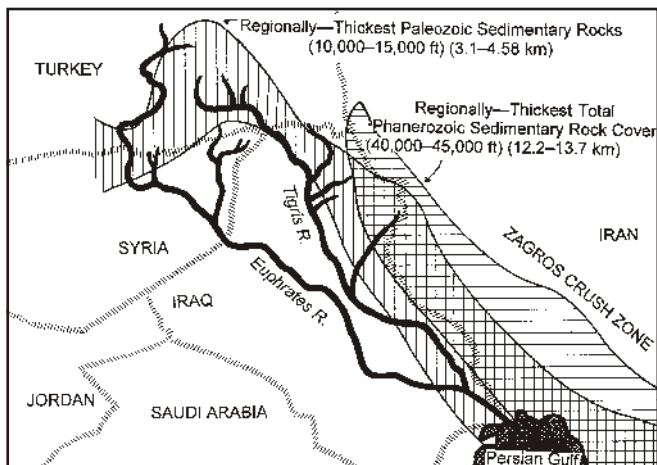 Regionally—Thickest Paleozoic Sedimentary Rocks
(10,000–15,000 ft) (3.1–4.58 km)
TURKEY
Regionally—Thickest Total
Phanerozoic Sedimentary Rock Cover
(40,000–45,000 ft) (12.2–13.7 km)
IRAN
ZAGROS CRUSH ZONE
Tigris R.
SYRIA
Euphrates R.
IRAQ
JORDAN
SAUDI ARABIA
Persian Gulf